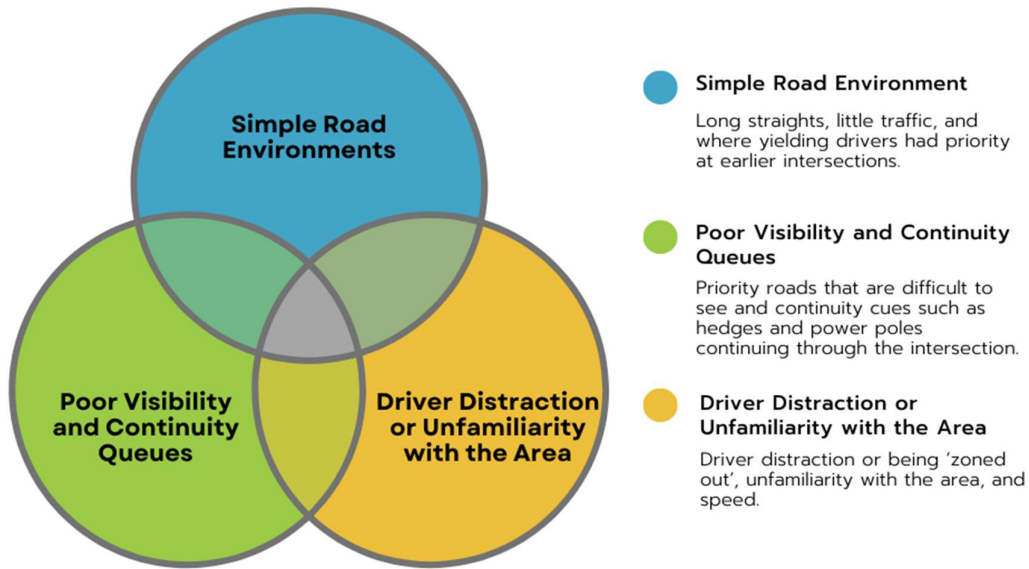 Simple Road
Environments
Poor Visibility
and Continuity
Queues
Driver Distraction
or Unfamiliarity
with the Area
Simple Road Environment
Long straights, little traffic, and
where yielding drivers had priority
at earlier intersections.
Poor Visibility and Continuity
Queues
Priority roads that are difficult to
see and continuity cues such as
hedges and power poles
continuing through the intersection.
Driver Distraction or
Unfamiliarity with the Area
Driver distraction or being ‘zoned
out’, unfamiliarity with the area, and
speed.